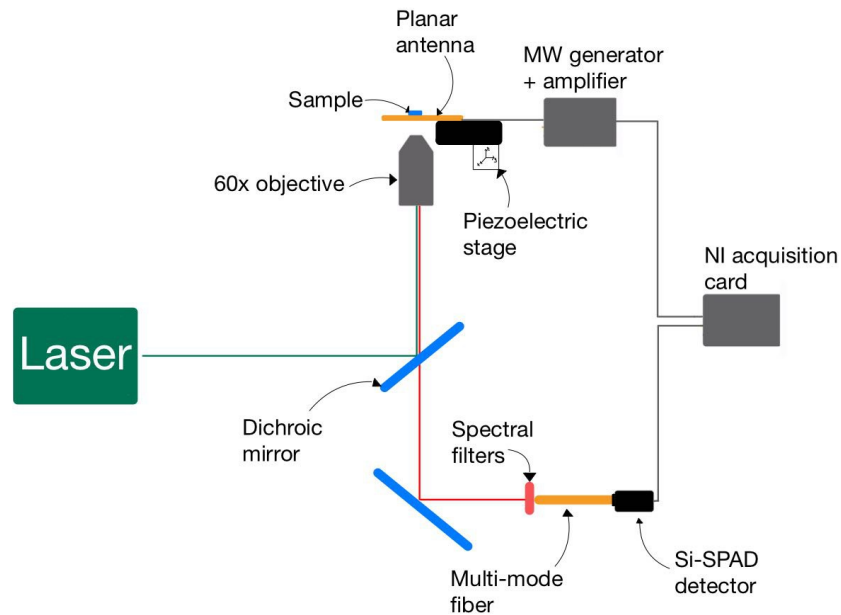 Planar
antenna
MW generator
+ amplifier
Sample
60x objective
Piezoelectric
stage
NI acquisition
card
Laser
Dichroic
mirror
Spectral
filters
Multi-mode
fiber
Si-SPAD
detector